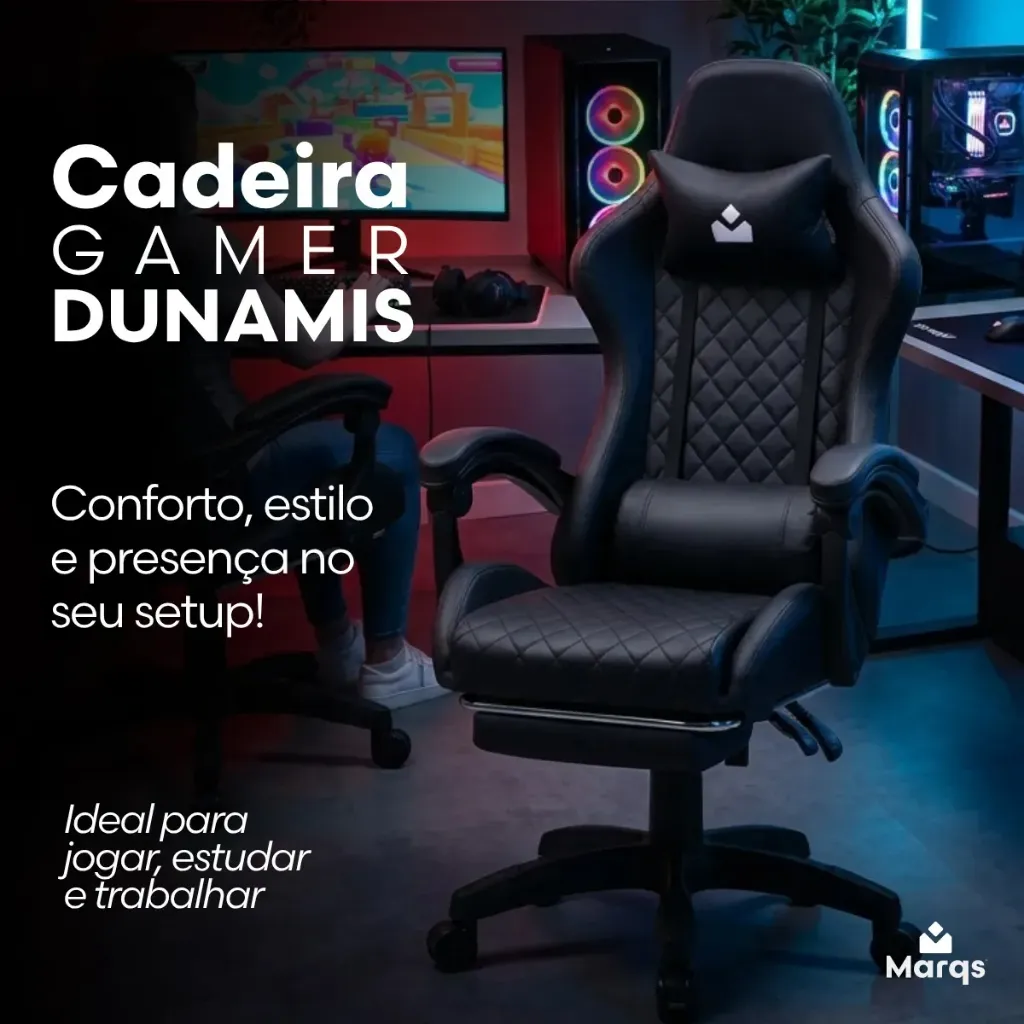 Cadeira
GAMER
DUNAMIS
Conforto, estilo
e presença no
seu setup!
Ideal para
jogar, estudar
e trabalhar
Marqs